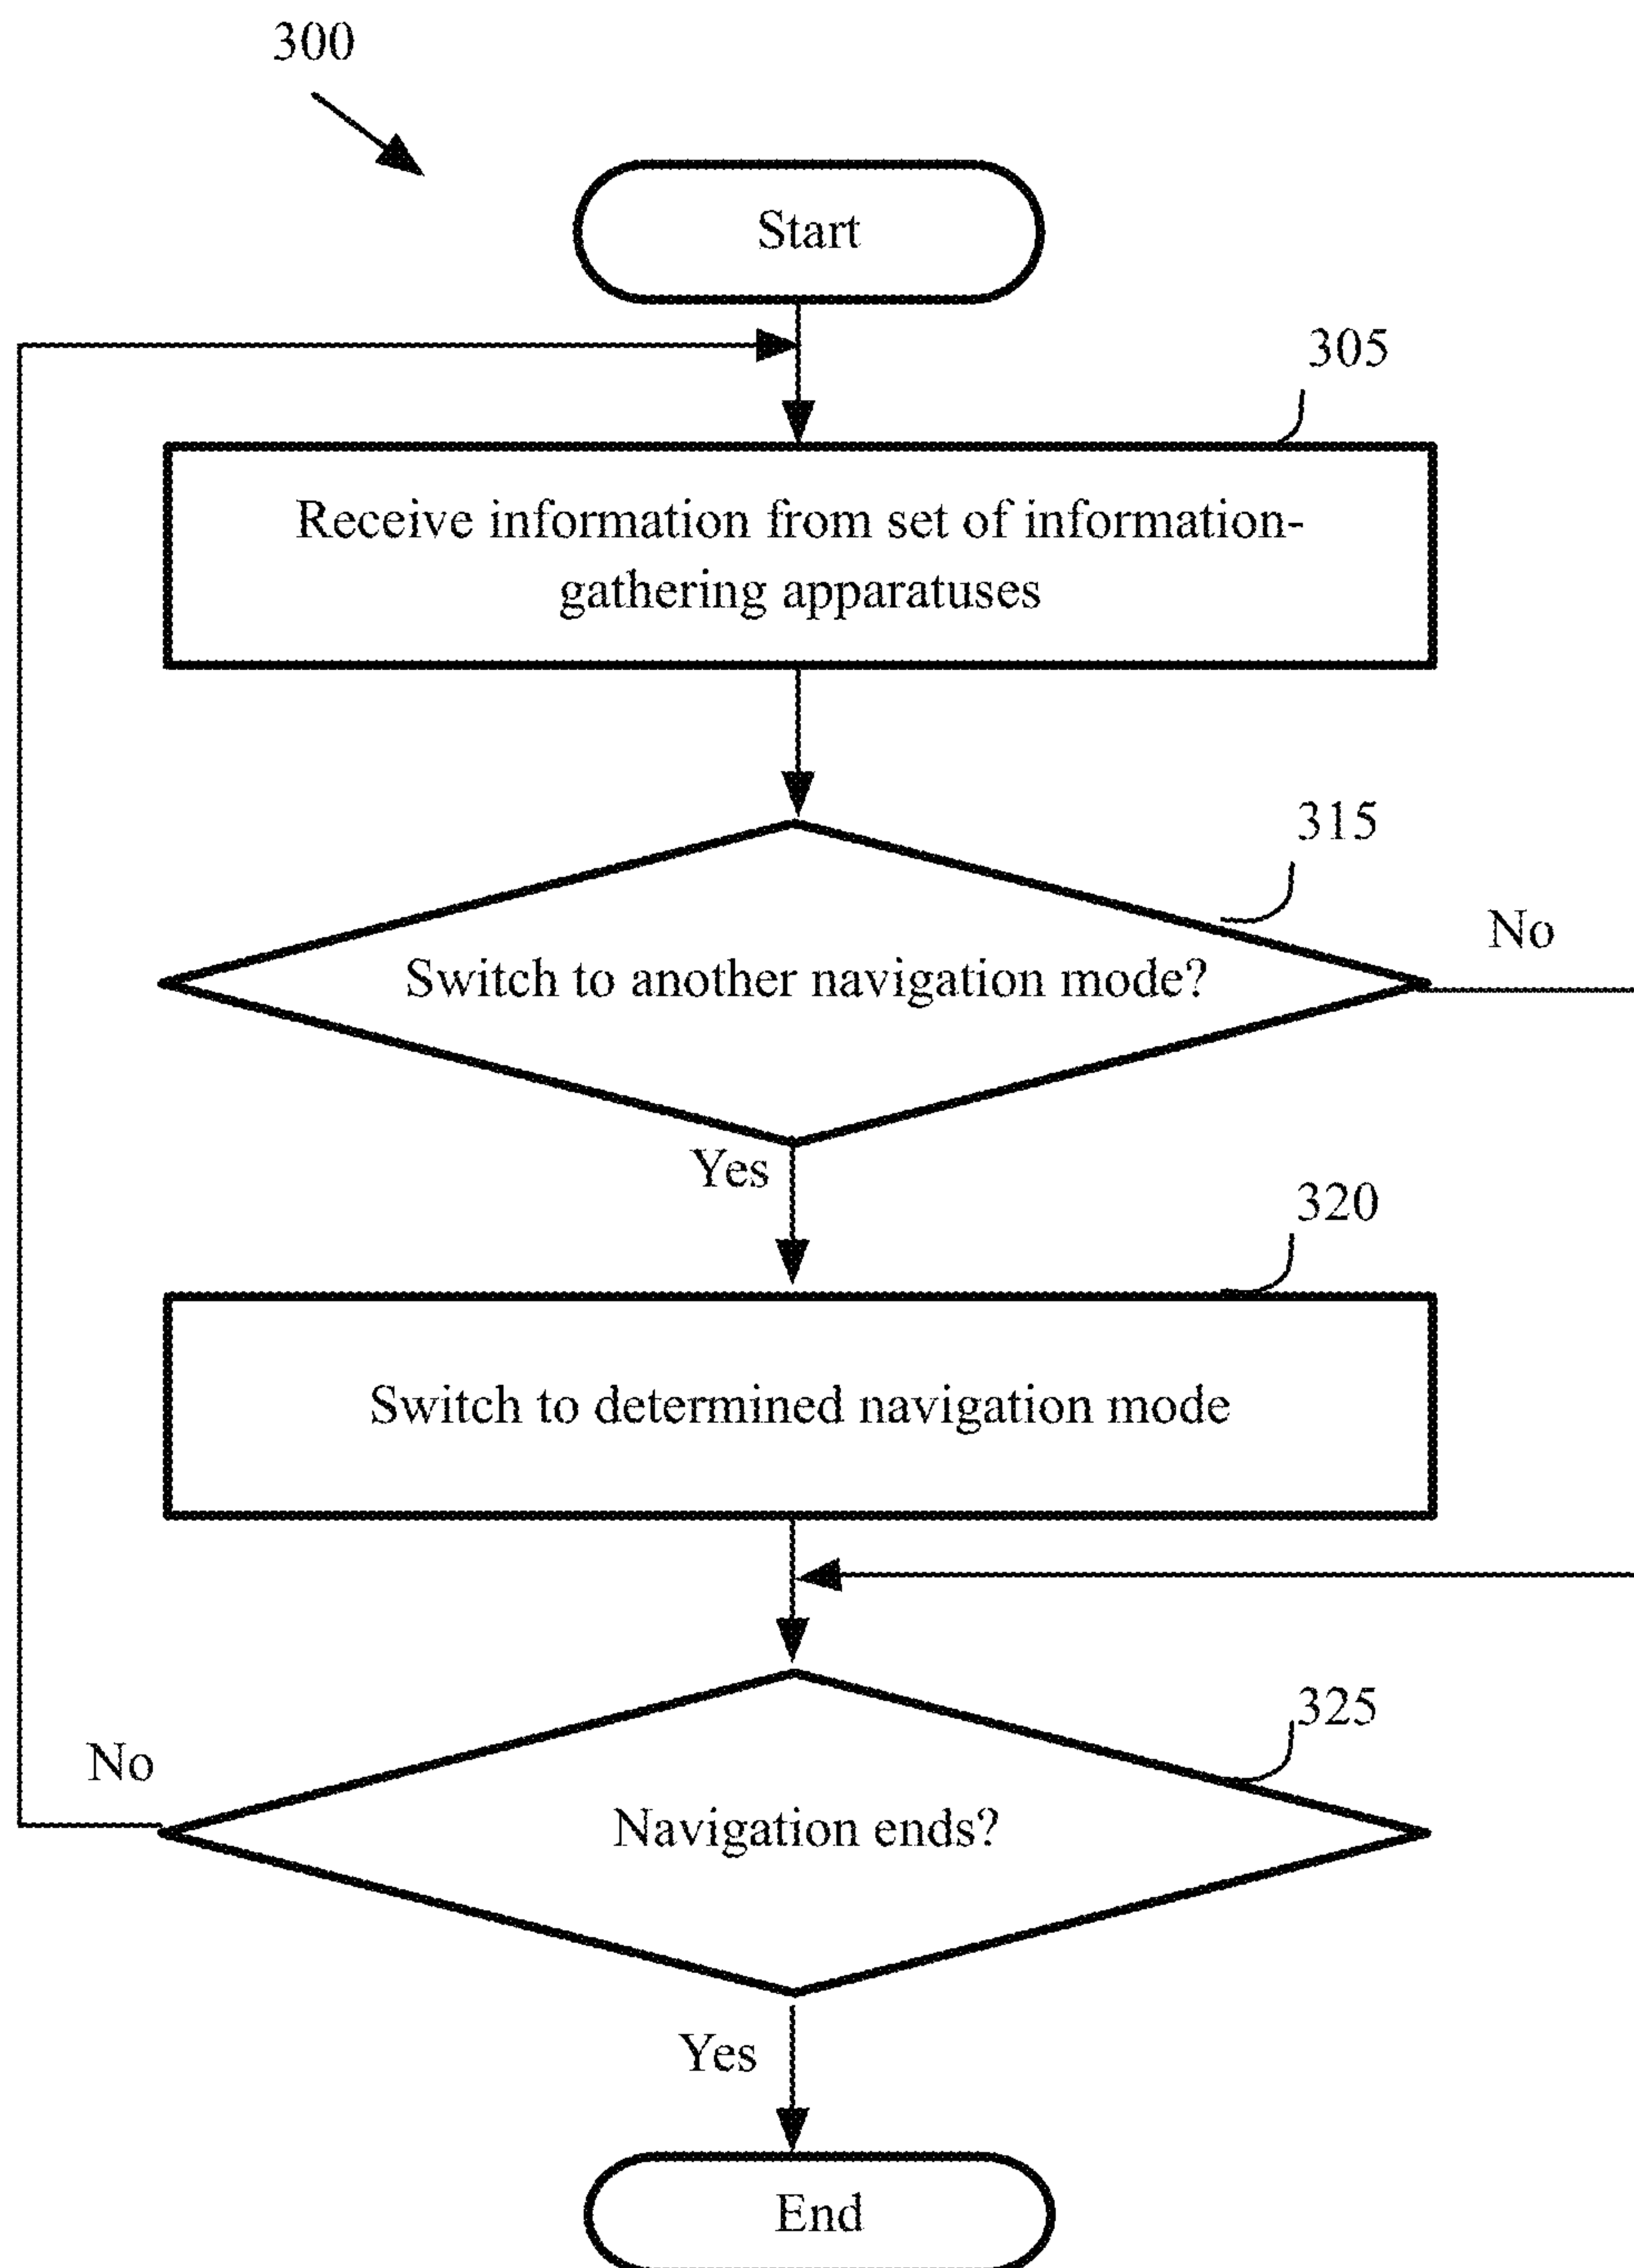 300
Start
305
Receive information from set of information-
gathering apparatuses
315
No
Switch to another navigation mode?
Yes
320
Switch to determined navigation mode
325
No
Navigation ends?
Yes
End